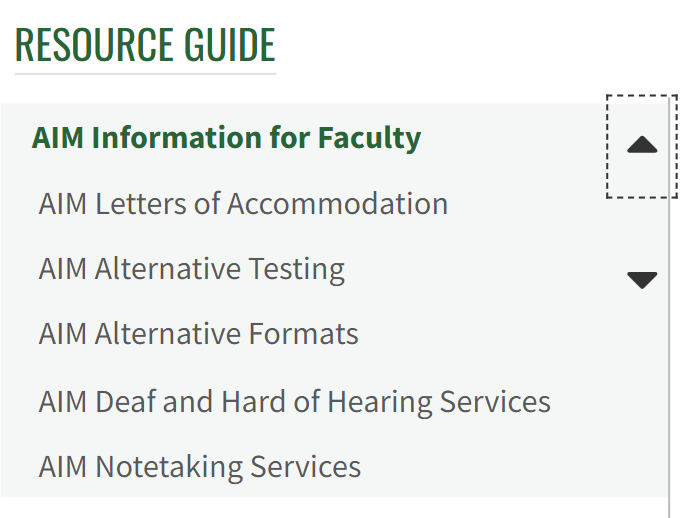 RESOURCE GUIDE
AIM Information for Faculty
AIM Letters of Accommodation
AIM Alternative Testing
AIM Alternative Formats
AIM Deaf and Hard of Hearing Services
AIM Notetaking Services